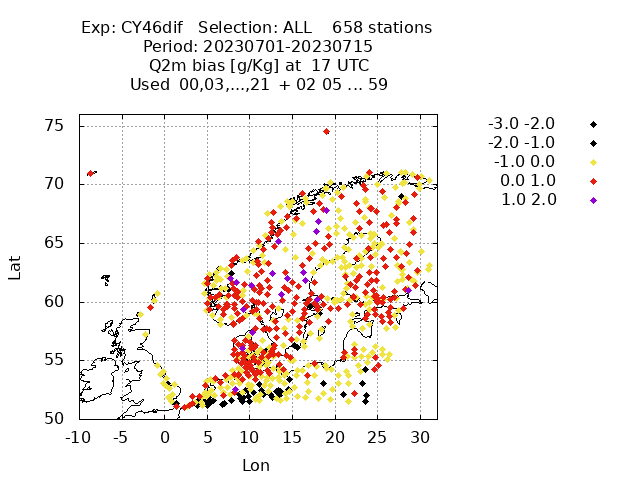 Exp: CY46dif Selection: ALL 658 stations
Period: 20230701-20230715
Q2m bias [g/Kg] at 17 UTC
Used 00,03,...,21 + 02 05 ... 59
-3.0 -2.0
-2.0 -1.0
-1.0 0.0
0.0 1.0
1.0 2.0
75
70
65
60
55
50
Lat
-10 -5 0 5 10 15 20 25 30
Lon